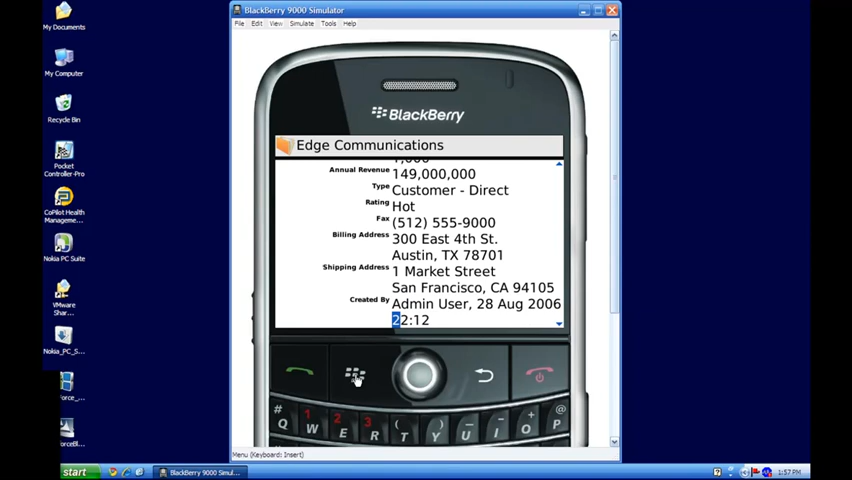 My Documents
My Computer
Recycle Bin
Pocket
Controller-Pro
CoPilot Health
Manageme...
Nokia PC Suite
VMware
Shar...
Nokia_PC_S...
BlackBerry 9000 Simulator
File Edit View Simulate Tools Help
BlackBerry
Edge Communications
Annual Revenue 149,000,000
Type Customer - Direct
Rating Hot
Fax (512) 555-9000
Billing Address 300 East 4th St.
Austin, TX 78701
Shipping Address 1 Market Street
San Francisco, CA 94105
Created By Admin User, 28 Aug 2006
22:12
# 1 2 3 ( ) _ - + @
Q W E R T Y U I O P
Menu (Keyboard: Insert)
start
BlackBerry 9000 Simul...
1:57 PM